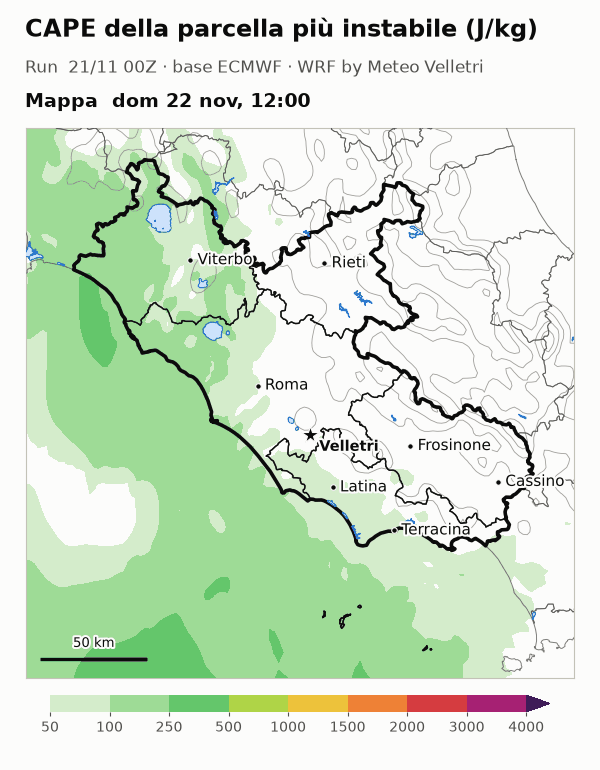 CAPE della parcella più instabile (J/kg)
Run 21/11 00Z · base ECMWF · WRF by Meteo Velletri
Mappa dom 22 nov, 12:00
Viterbo
Rieti
Roma
Velletri
Frosinone
Cassino
Latina
Terracina
50 km
50 100 250 500 1000 1500 2000 3000 4000